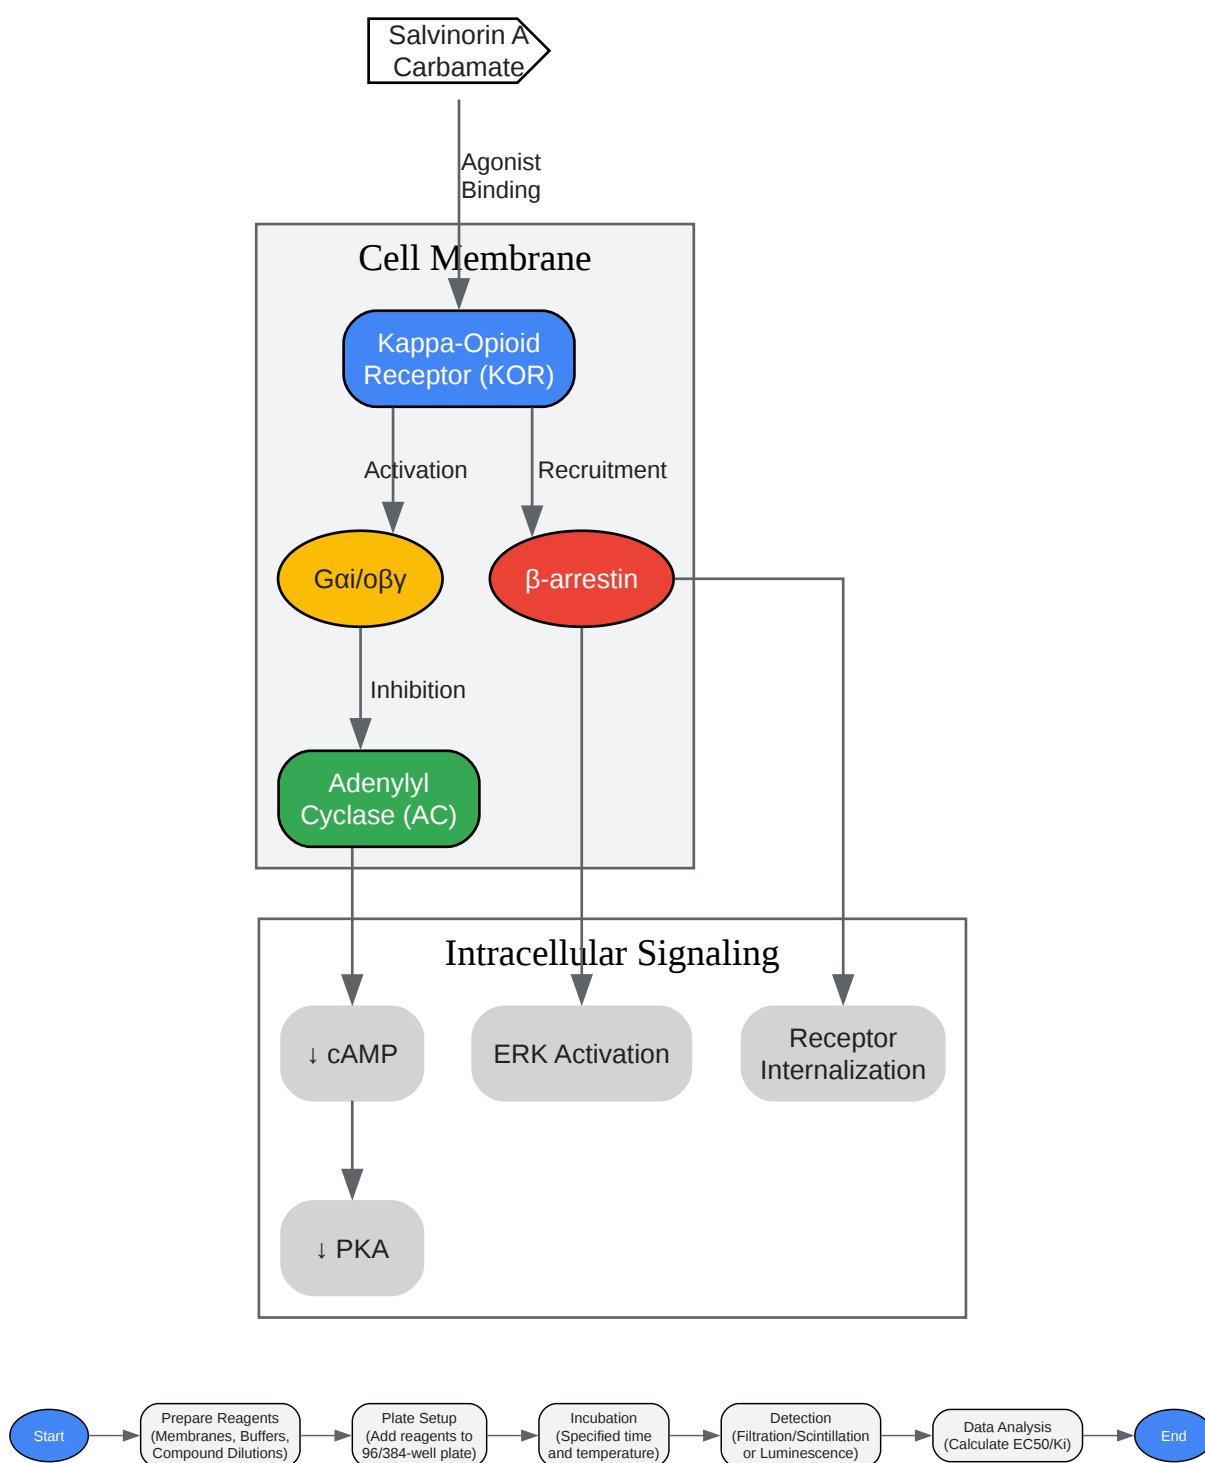 Salvinorin A
Carbamate
Agonist
Binding
Cell Membrane
Kappa-Opioid
Receptor (KOR)
Activation
Recruitment
Gαi/oβγ
β-arrestin
Inhibition
Adenylyl
Cyclase (AC)
Intracellular Signaling
↓ cAMP
ERK Activation
Receptor
Internalization
↓ PKA
Start
Prepare Reagents
(Membranes, Buffers,
Compound Dilutions)
Plate Setup
(Add reagents to
96/384-well plate)
Incubation
(Specified time
and temperature)
Detection
(Filtration/Scintillation
or Luminescence)
Data Analysis
(Calculate EC50/Ki)
End